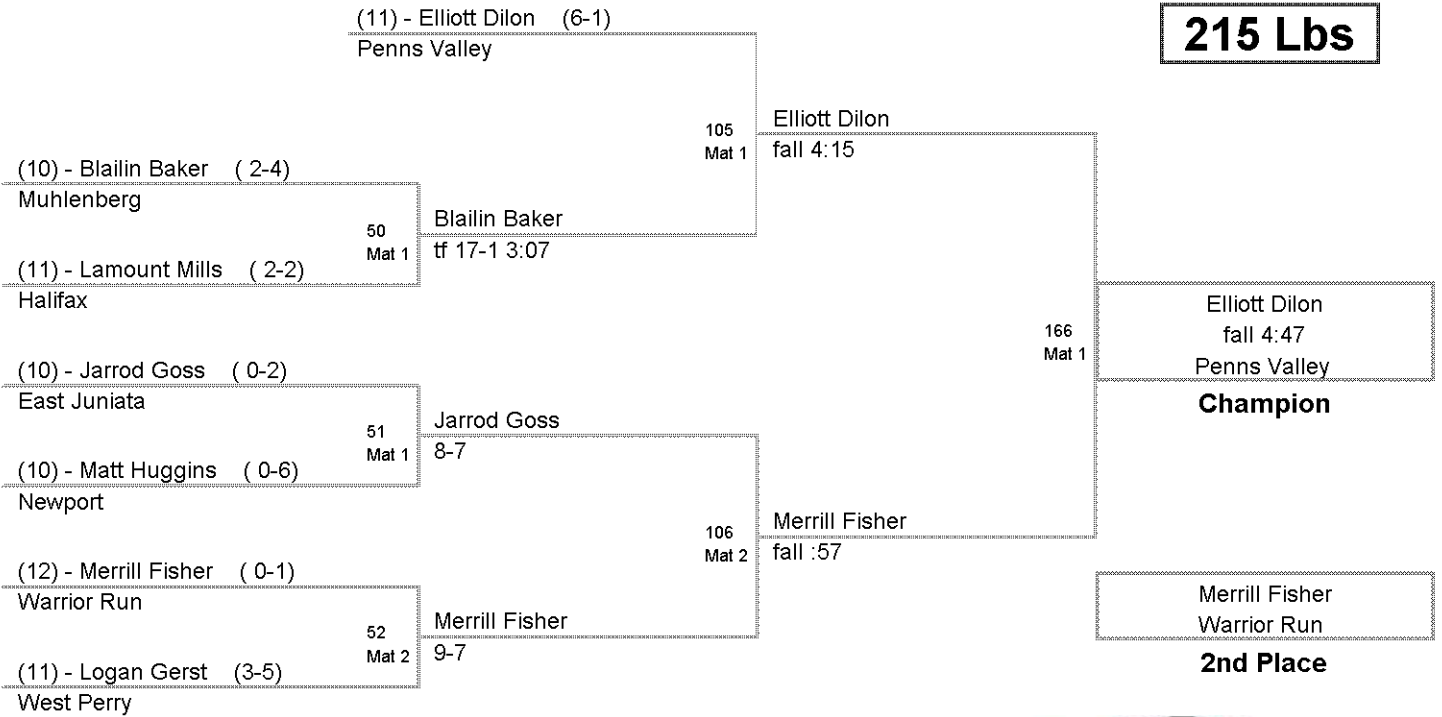 (11) - Elliott Dilon (6-1)
Penns Valley
215 Lbs
105
Mat 1
Elliott Dilon
fall 4:15
(10) - Blailin Baker ( 2-4)
Muhlenberg
50
Mat 1
Blailin Baker
tf 17-1 3:07
(11) - Lamount Mills ( 2-2)
Halifax
166
Mat 1
Elliott Dilon
fall 4:47
Penns Valley
Champion
(10) - Jarrod Goss ( 0-2)
East Juniata
51
Mat 1
Jarrod Goss
8-7
(10) - Matt Huggins ( 0-6)
Newport
106
Mat 2
Merrill Fisher
fall :57
(12) - Merrill Fisher ( 0-1)
Warrior Run
52
Mat 2
Merrill Fisher
9-7
(11) - Logan Gerst (3-5)
West Perry
Merrill Fisher
Warrior Run
2nd Place